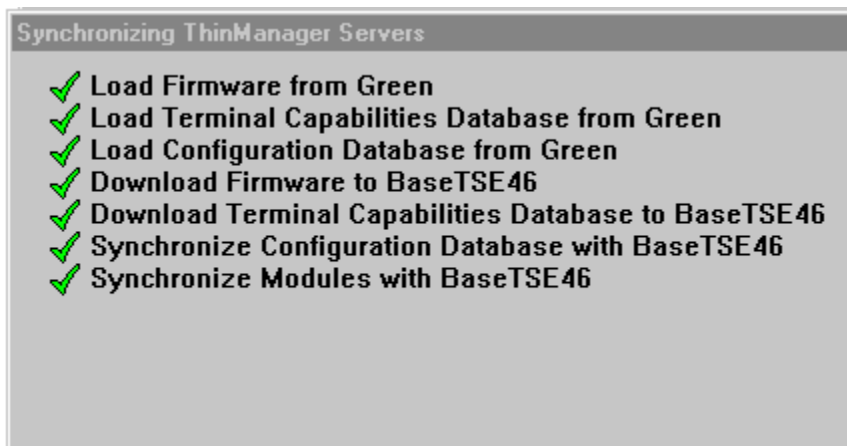 Synchronizing ThinManager Servers
Load Firmware from Green
Load Terminal Capabilities Database from Green
Load Configuration Database from Green
Download Firmware to BaseTSE46
Download Terminal Capabilities Database to BaseTSE46
Synchronize Configuration Database with BaseTSE46
Synchronize Modules with BaseTSE46